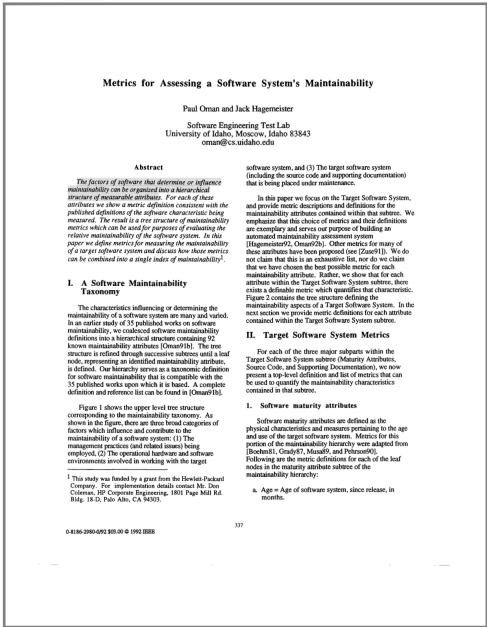 Metrics for Assessing a Software System's Maintainability
Paul Oman and Jack Hagemeister
Software Engineering Test Lab
University of Idaho, Moscow, Idaho 83843
oman@cs.uidaho.edu
Abstract
The factors of software that determine or influence
maintainability can be organized into a hierarchical
structure of measurable attributes. For each of these
attributes we show a metric definition consistent with the
published definitions of the software characteristic being
measured. The result is a tree structure of maintainability
metrics which can be used for purposes of evaluating the
relative maintainability of the software system. In this
paper we define metrics for measuring the maintainability
of a target software system and discuss how those metrics
can be combined into a single index of maintainability1.
I. A Software Maintainability
Taxonomy
The characteristics influencing or determining the
maintainability of a software system are many and varied.
In an earlier study of 35 published works on software
maintainability, we coalesced software maintainability
definitions into a hierarchical structure containing 92
known maintainability attributes [Oman91b]. The tree
structure is refined through successive subtrees until a leaf
node, representing an identified maintainability attribute,
is defined. Our hierarchy serves as a taxonomic definition
for software maintainability that is compatible with the
35 published works upon which it is based. A complete
definition and reference list can be found in [Oman91b].
Figure 1 shows the upper level tree structure
corresponding to the maintainability taxonomy. As
shown in the figure, there are three broad categories of
factors which influence and contribute to the
maintainability of a software system: (1) The
management practices (and related issues) being
employed, (2) The operational hardware and software
environments involved in working with the target
1 This study was funded by a grant from the Hewlett-Packard
Company. For implementation details contact Mr. Don
Coleman, HP Corporate Engineering, 1801 Page Mill Rd.
Bldg. 18-D, Palo Alto, CA 94303.
software system, and (3) The target software system
(including the source code and supporting documentation)
that is being placed under maintenance.
In this paper we focus on the Target Software System,
and provide metric descriptions and definitions for the
maintainability attributes contained within that subtree. We
emphasize that this choice of metrics and their definitions
are exemplary and serves our purpose of building an
automated maintainability assessment system
[Hagemeister92, Oman92b]. Other metrics for many of
these attributes have been proposed (see [Zuse91]). We do
not claim that this is an exhaustive list, nor do we claim
that we have chosen the best possible metric for each
maintainability attribute. Rather, we show that for each
attribute within the Target Software System subtree, there
exists a definable metric which quantifies that characteristic.
Figure 2 contains the tree structure defining the
maintainability aspects of a Target Software System. In the
next section we provide metric definitions for each attribute
contained within the Target Software System subtree.
II. Target Software System Metrics
For each of the three major subparts within the
Target Software System subtree (Maturity Attributes,
Source Code, and Supporting Documentation), we now
present a top-level definition and list of metrics that can
be used to quantify the maintainability characteristics
contained in that subtree.
1. Software maturity attributes
Software maturity attributes are defined as the
physical characteristics and measures pertaining to the age
and use of the target software system. Metrics for this
portion of the maintainability hierarchy were adapted from
[Boehm81, Grady87, Musa89, and Pehrson90].
Following are the metric definitions for each of the leaf
nodes in the maturity attribute subtree of the
maintainability hierarchy:
a. Age = Age of software system, since release, in
months.
337
0-8186-2980-0/92 $03.00 © 1992 IEEE